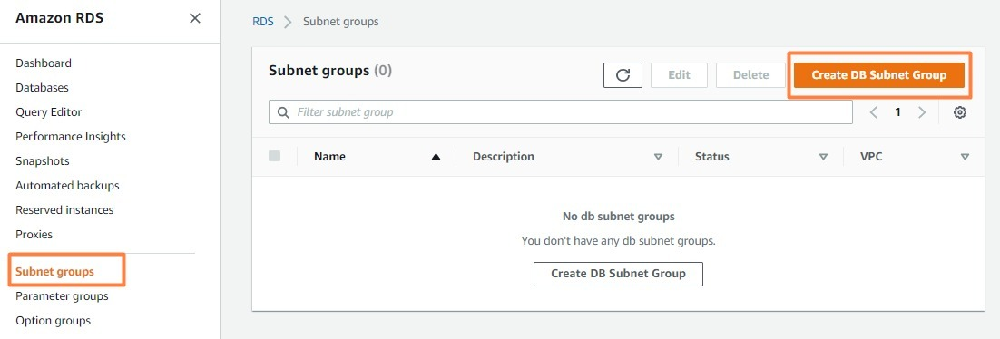 Amazon RDS
Dashboard
Databases
Query Editor
Performance Insights
Snapshots
Automated backups
Reserved instances
Proxies
Subnet groups
Parameter groups
Option groups
RDS Subnet groups
Subnet groups (0) Edit Delete Create DB Subnet Group
Filter subnet group 1
Name Description Status VPC
No db subnet groups
You don't have any db subnet groups.
Create DB Subnet Group